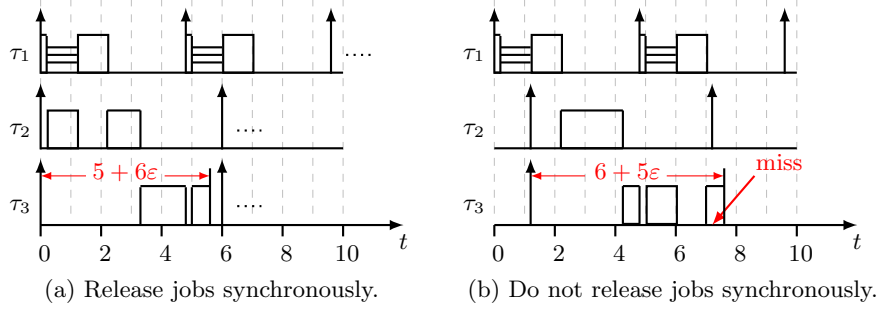 τ1
....
τ2
....
5 + 6ε
τ3
....
0 2 4 6 8 10
t
(a) Release jobs synchronously.
τ1
τ2
miss
6 + 5ε
τ3
0 2 4 6 8 10
t
(b) Do not release jobs synchronously.